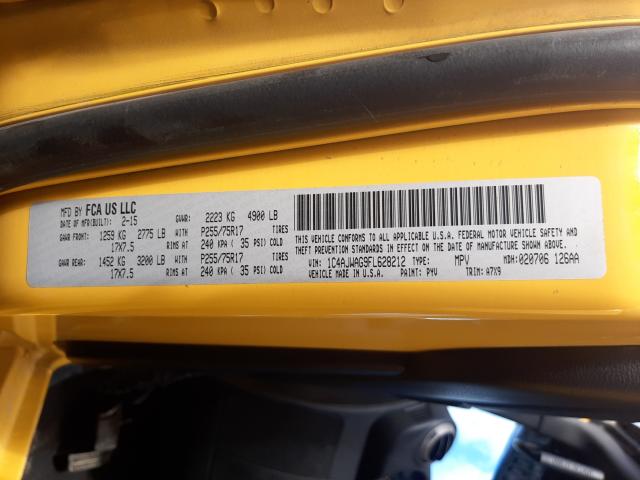 MFD BY FCA US LLC
DATE OF MFR(BUILT): 2-15 GVWR: 2223 KG 4900 LB
GAWR FRONT: 1259 KG 2775 LB WITH P255/75R17 TIRES
17X7.5 RIMS AT 240 KPA ( 35 PSI) COLD
GAWR REAR: 1452 KG 3200 LB WITH P255/75R17 TIRES
17X7.5 RIMS AT 240 KPA ( 35 PSI) COLD
THIS VEHICLE CONFORMS TO ALL APPLICABLE U.S.A. FEDERAL MOTOR VEHICLE SAFETY
AND THEFT PREVENTION STANDARDS IN EFFECT ON THE DATE OF MANUFACTURE SHOWN ABOVE.
VIN: 1C4AJWAG9FL628212 TYPE: MPV MDH: 020706 126AA
VEHICLE MADE IN U.S.A. PAINT: PYV TRIM: A7X9